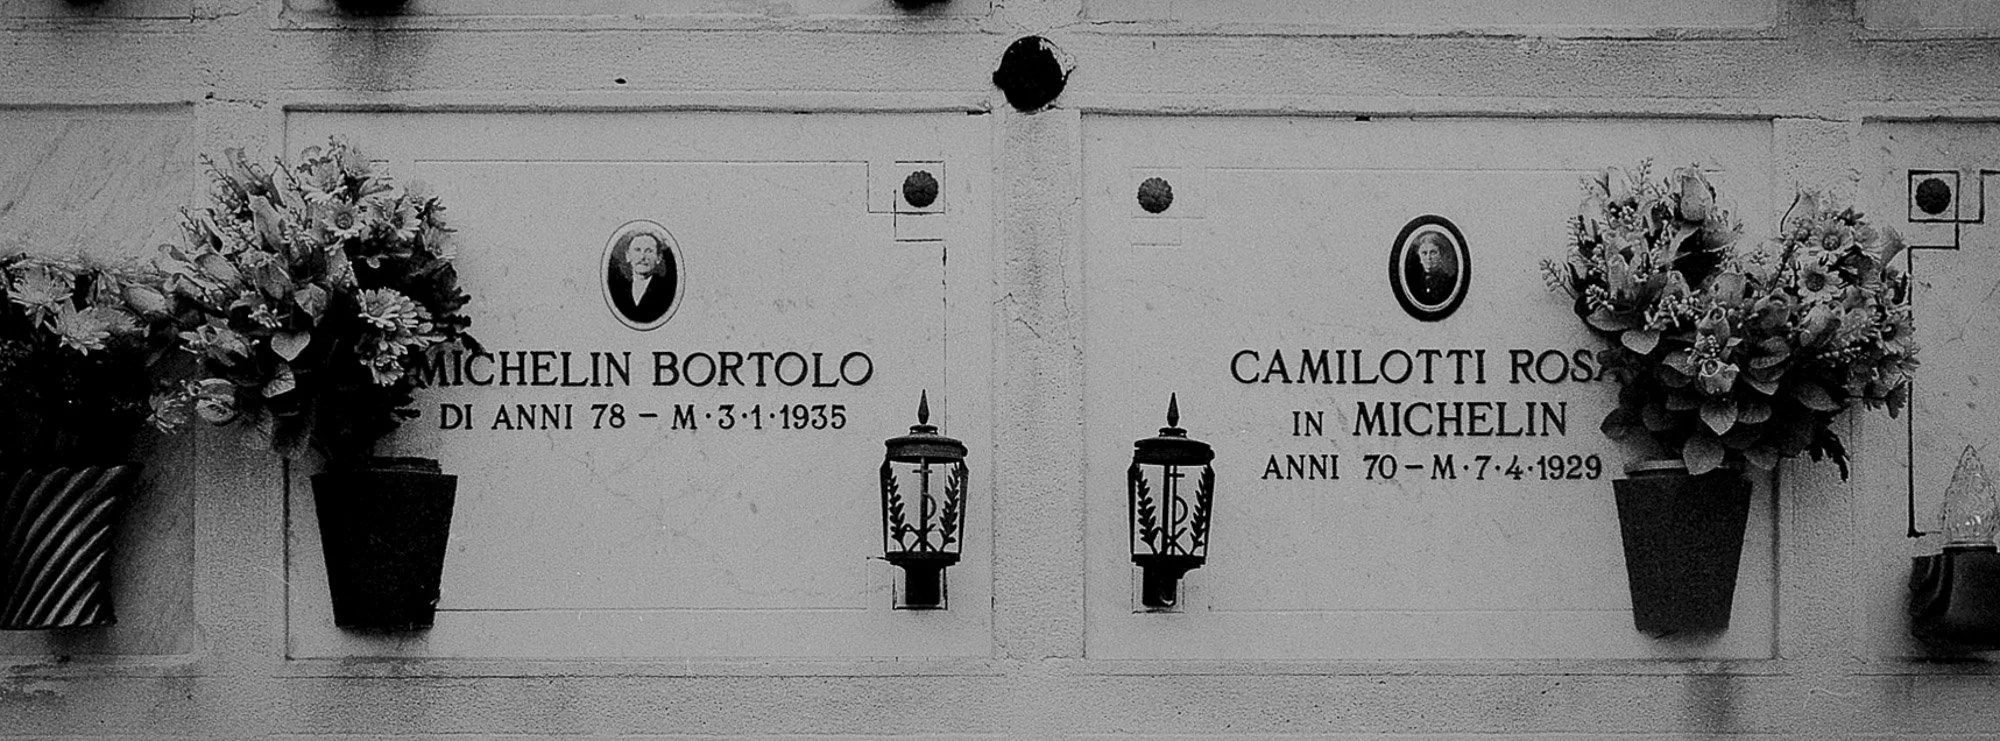 MICHELIN BORTOLO
DI ANNI 78 – M·3·1·1935
CAMILOTTI ROSA
IN MICHELIN
ANNI 70 – M·7·4·1929